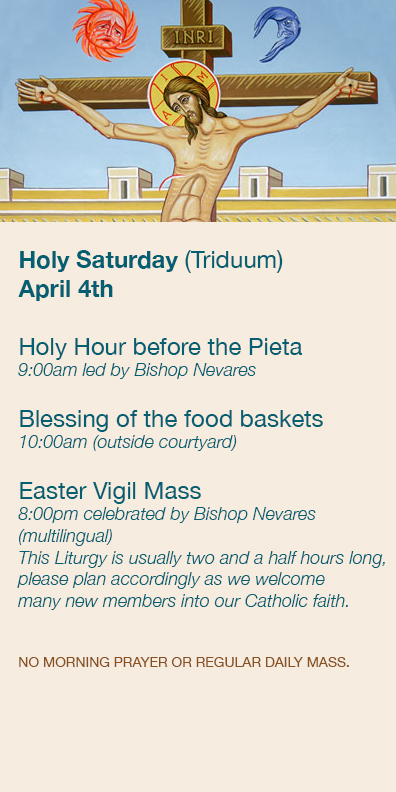 INRI
Holy Saturday (Triduum)
April 4th
Holy Hour before the Pieta
9:00am led by Bishop Nevares
Blessing of the food baskets
10:00am (outside courtyard)
Easter Vigil Mass
8:00pm celebrated by Bishop Nevares
(multilingual)
This Liturgy is usually two and a half hours long,
please plan accordingly as we welcome
many new members into our Catholic faith.
NO MORNING PRAYER OR REGULAR DAILY MASS.